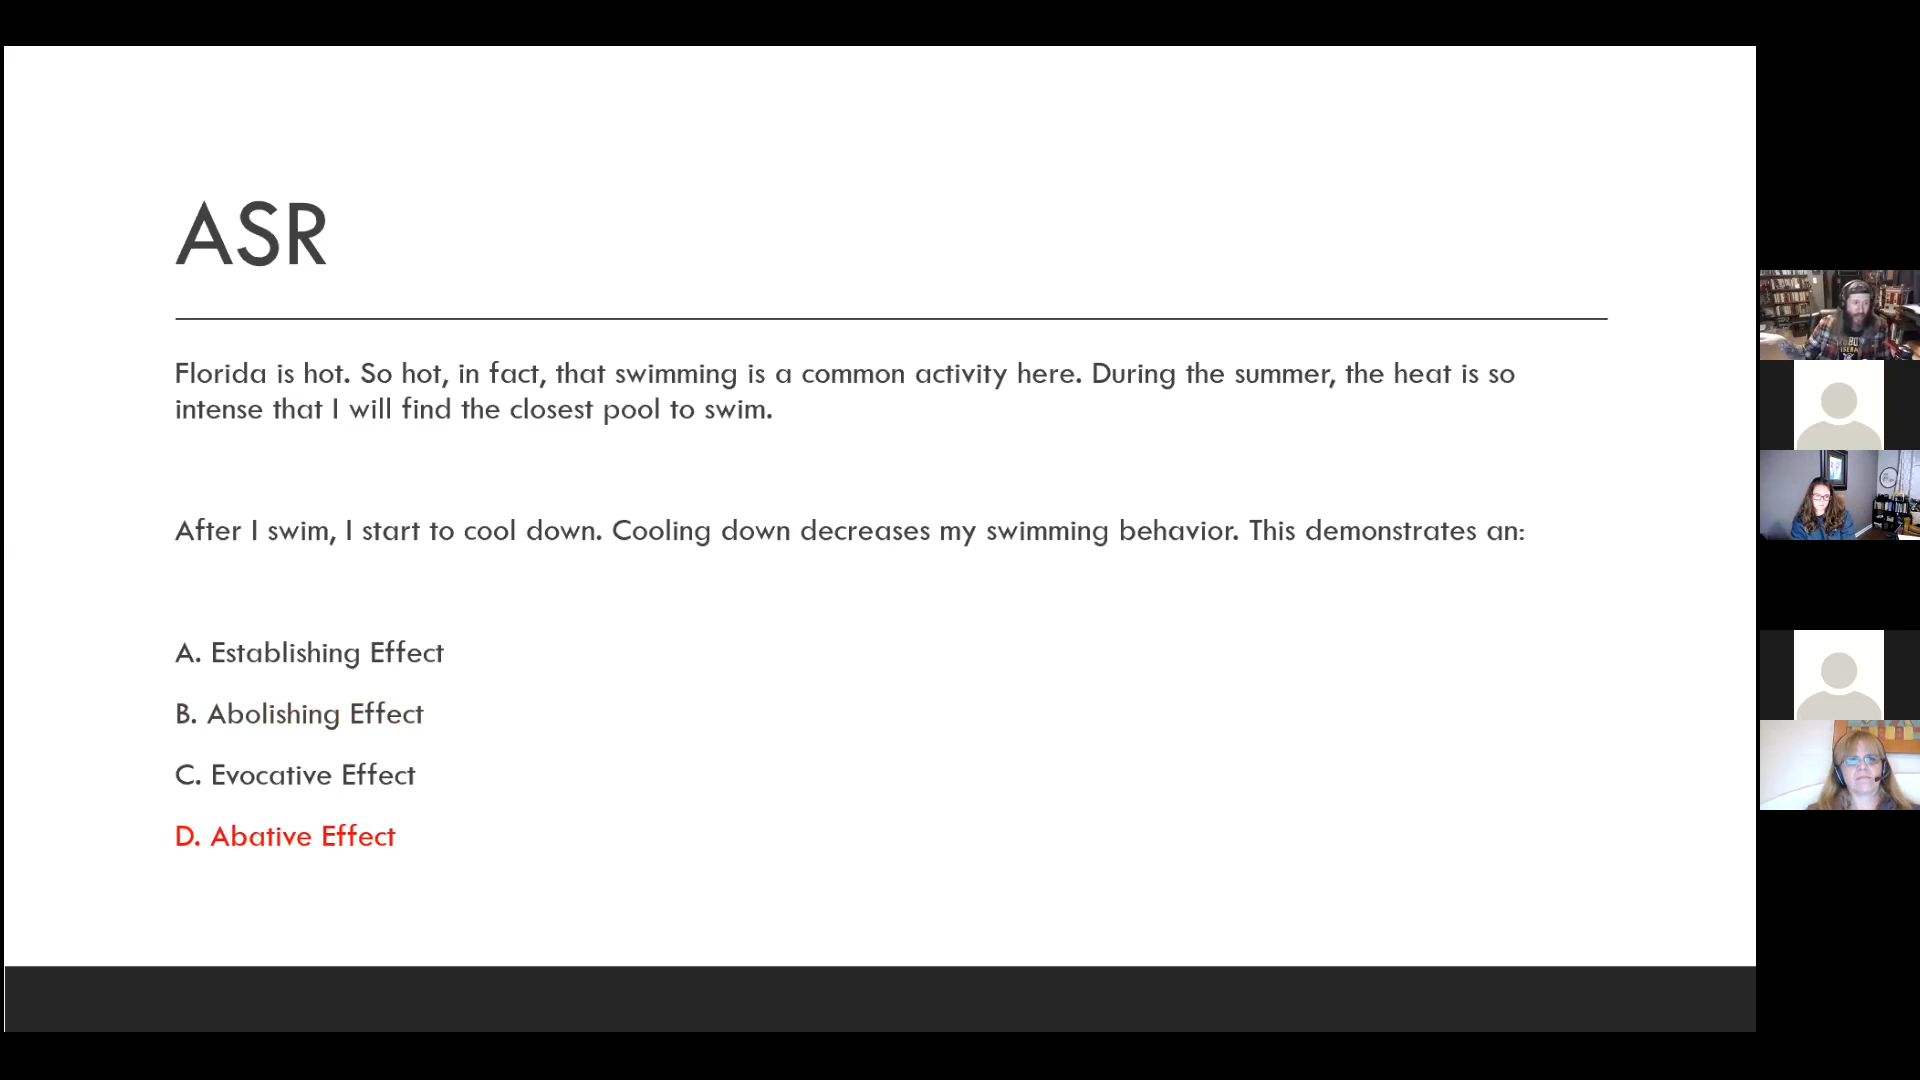 ASR
Florida is hot. So hot, in fact, that swimming is a common activity here. During the summer, the heat is so
intense that I will find the closest pool to swim.
After I swim, I start to cool down. Cooling down decreases my swimming behavior. This demonstrates an:
A. Establishing Effect
B. Abolishing Effect
C. Evocative Effect
D. Abative Effect